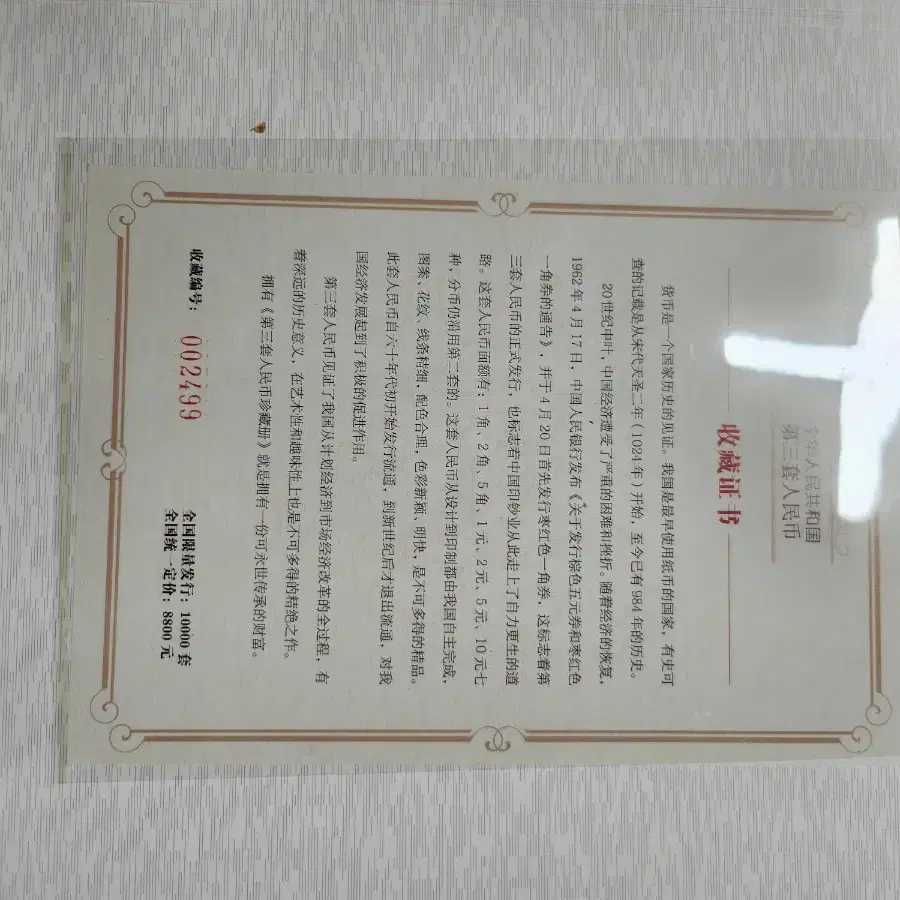 中华人民共和国
第三套人民币
收藏证书
货币是一个国家历史的见证。我国是最早使用纸币的国家，有史可
查的记载是从宋代天圣二年（1024年）开始，至今已有984年的历史。
20世纪中叶，中国经济遭受了严重的困难和挫折。随着经济的恢复，
1962年4月17日，中国人民银行发布《关于发行棕色五元券和枣红色
一角券的通告》，并于4月20日首先发行枣红色一角券，这标志着第
三套人民币的正式发行，也标志着中国印钞业从此走上了自力更生的道
路。这套人民币面额有：1角、2角、5角、1元、2元、5元、10元七
种，分币仍沿用第二套的。这套人民币从设计到印制都由我国自主完成，
图案、花纹、线条精细，配色合理，色彩新颖、明快，是不可多得的精品。
此套人民币自六十年代初开始发行流通，到新世纪后才退出流通，对我
国经济发展起到了积极的促进作用。
第三套人民币见证了我国从计划经济到市场经济改革的全过程，有
着深远的历史意义，在艺术性和趣味性上也是不可多得的精绝之作。
拥有《第三套人民币珍藏册》就是拥有一份可永世传承的财富。
收藏编号： 002499
全国限量发行：10000套
全国统一定价：8800元